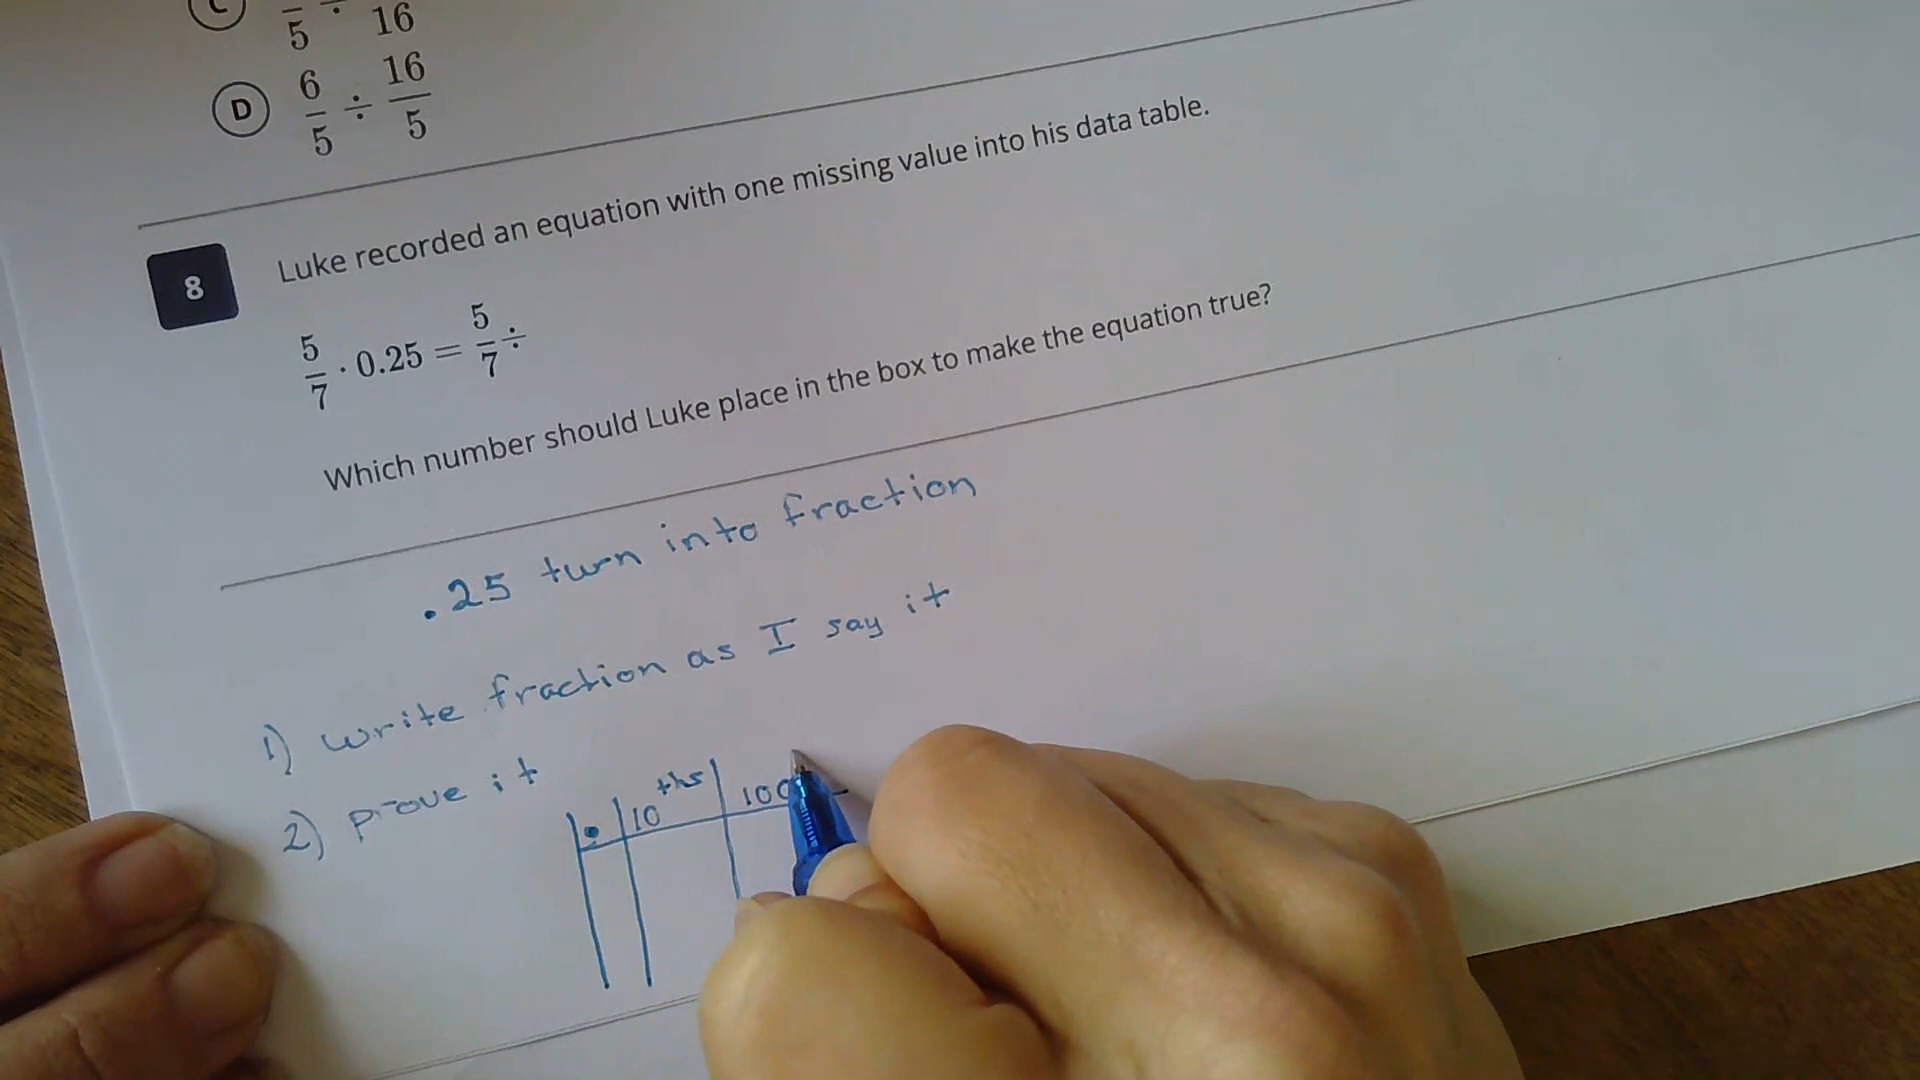 C
5 ÷ 16
D 6/5 ÷ 16/5
8 Luke recorded an equation with one missing value into his data table.
5/7 · 0.25 = 5/7 ÷
Which number should Luke place in the box to make the equation true?
.25 turn into fraction
1) write fraction as I say it
2) prove it
. 10ths 100